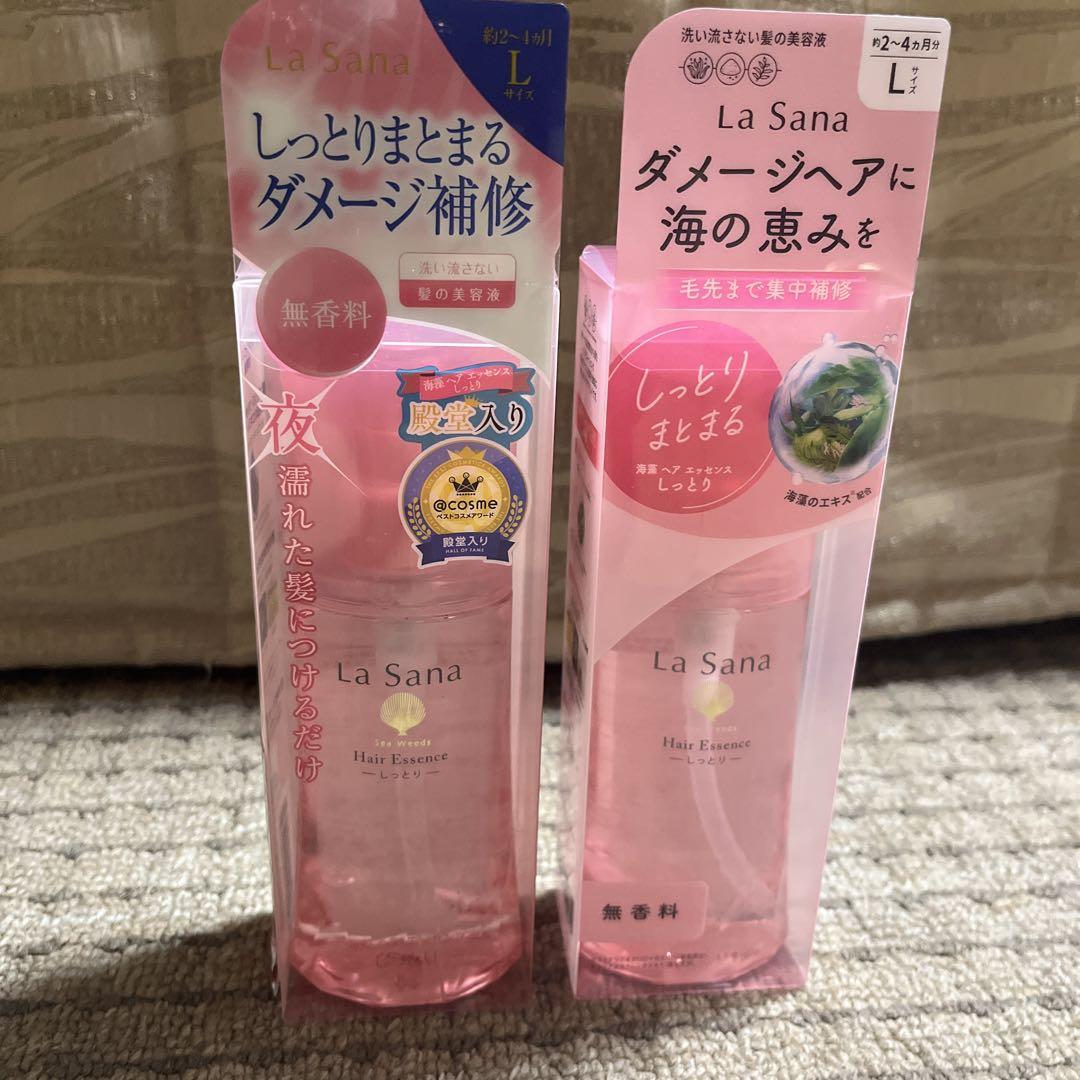 La Sana
約2～4ヵ月
L
サイズ
しっとりまとまる
ダメージ補修
洗い流さない
髪の美容液
無香料
海藻 ヘア エッセンス
しっとり
殿堂入り
@cosme
ベストコスメアワード
殿堂入り
HALL OF FAME
夜
濡れた髪につけるだけ
La Sana
Sea Weeds
Hair Essence
しっとり
洗い流さない髪の美容液
約2～4ヵ月分
L
サイズ
La Sana
ダメージヘアに
海の恵みを
毛先まで集中補修
しっとり
まとまる
海藻 ヘア エッセンス
しっとり
海藻のエキス※配合
La Sana
Hair Essence
しっとり
無香料